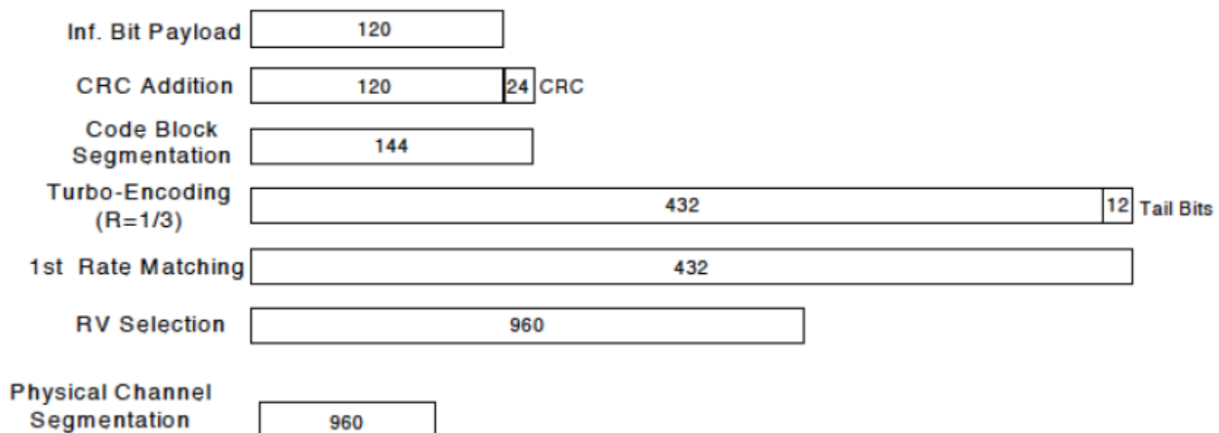 Inf. Bit Payload 120
CRC Addition 120 24 CRC
Code Block
Segmentation 144
Turbo-Encoding
(R=1/3) 432 12 Tail Bits
1st Rate Matching 432
RV Selection 960
Physical Channel
Segmentation 960